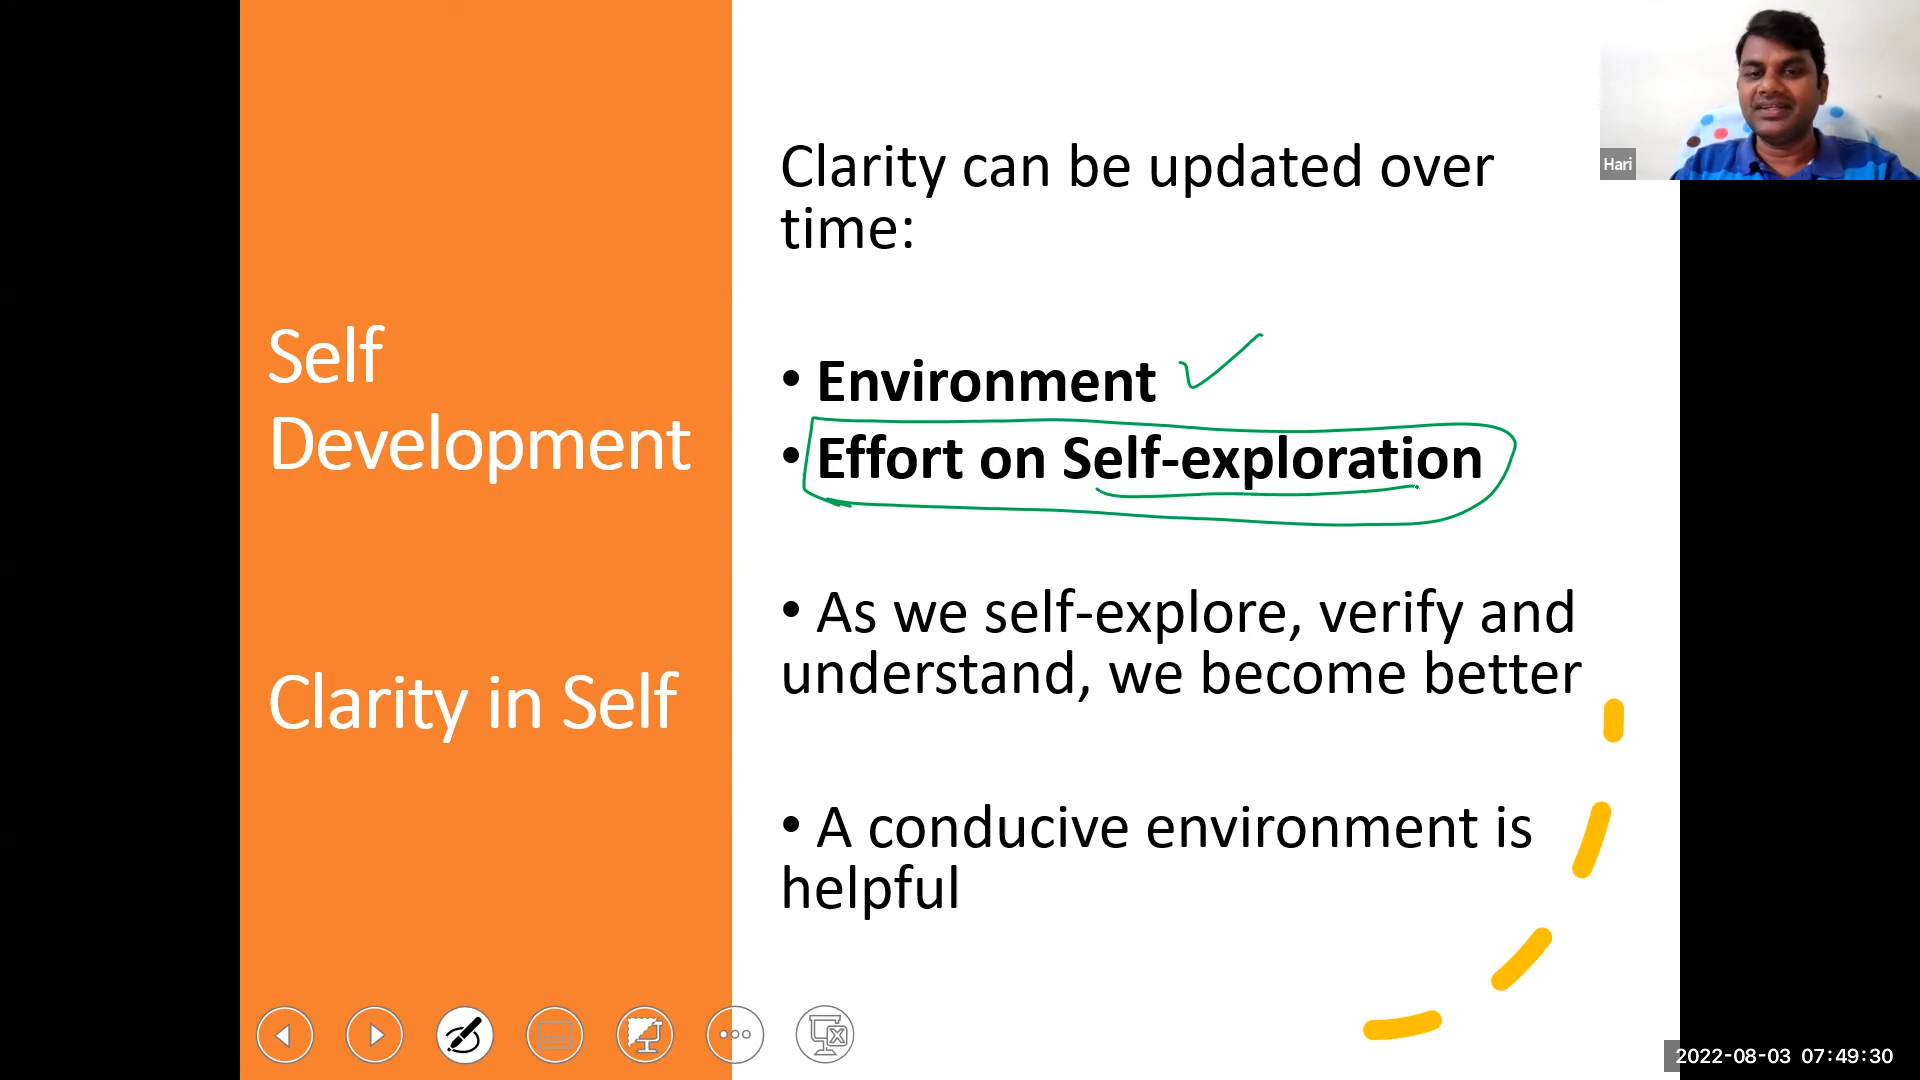 Self
Development
Clarity in Self
Clarity can be updated over
time:
• Environment
• Effort on Self-exploration
• As we self-explore, verify and
understand, we become better
• A conducive environment is
helpful
Hari
2022-08-03 07:49:30